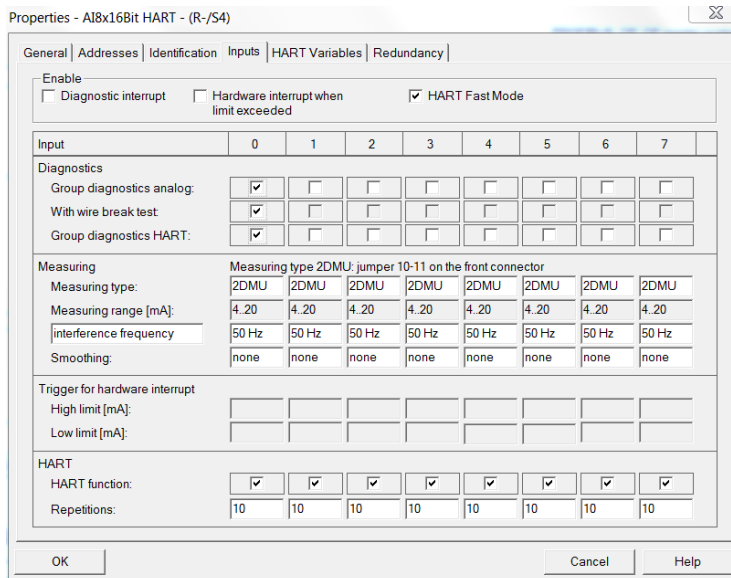 Properties - AI8x16Bit HART - (R-/S4)
General Addresses Identification Inputs HART Variables Redundancy
Enable
Diagnostic interrupt Hardware interrupt when limit exceeded HART Fast Mode
Input 0 1 2 3 4 5 6 7
Diagnostics
Group diagnostics analog:
With wire break test:
Group diagnostics HART:
Measuring Measuring type 2DMU: jumper 10-11 on the front connector
Measuring type: 2DMU 2DMU 2DMU 2DMU 2DMU 2DMU 2DMU 2DMU
Measuring range [mA]: 4..20 4..20 4..20 4..20 4..20 4..20 4..20 4..20
interference frequency 50 Hz 50 Hz 50 Hz 50 Hz 50 Hz 50 Hz 50 Hz 50 Hz
Smoothing: none none none none none none none none
Trigger for hardware interrupt
High limit [mA]:
Low limit [mA]:
HART
HART function:
Repetitions: 10 10 10 10 10 10 10 10
OK Cancel Help